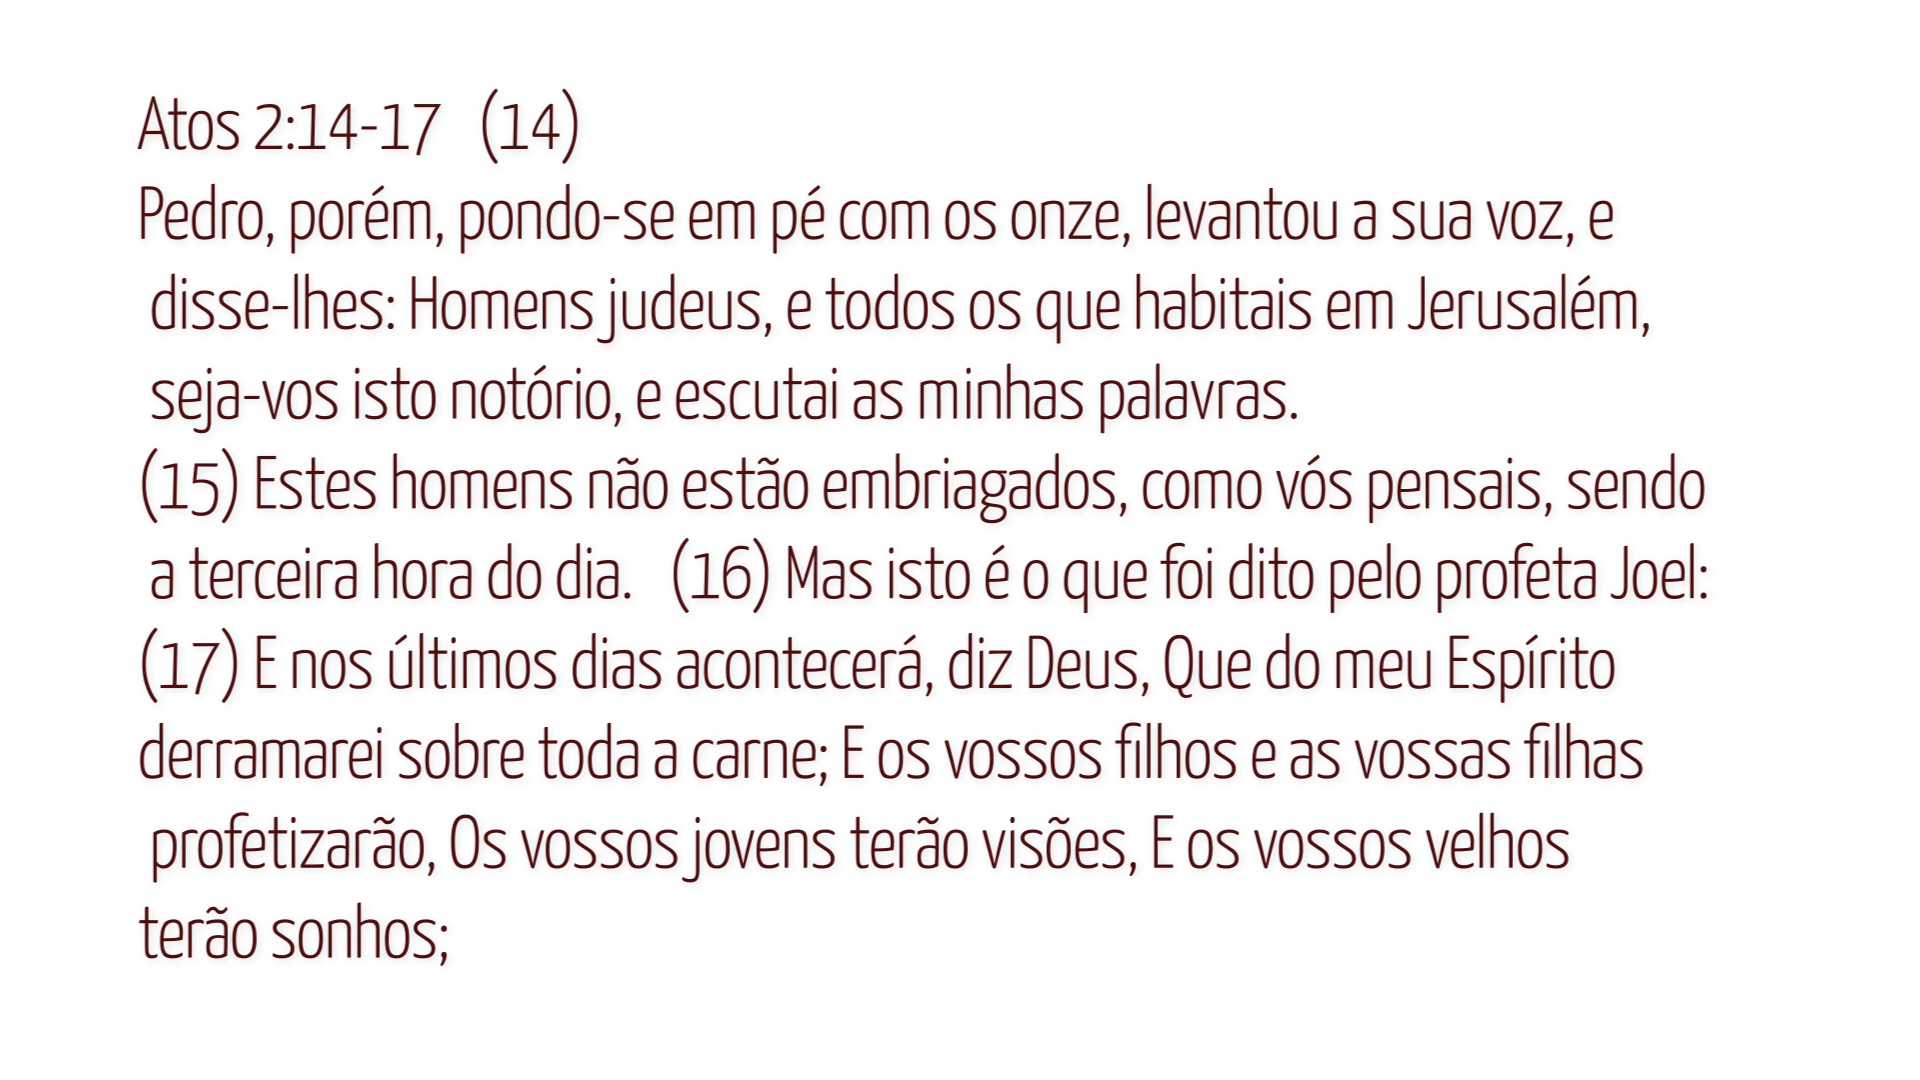 Atos 2:14-17 (14)
Pedro, porém, pondo-se em pé com os onze, levantou a sua voz, e
disse-lhes: Homens judeus, e todos os que habitais em Jerusalém,
seja-vos isto notório, e escutai as minhas palavras.
(15) Estes homens não estão embriagados, como vós pensais, sendo
a terceira hora do dia. (16) Mas isto é o que foi dito pelo profeta Joel:
(17) E nos últimos dias acontecerá, diz Deus, Que do meu Espírito
derramarei sobre toda a carne; E os vossos filhos e as vossas filhas
profetizarão, Os vossos jovens terão visões, E os vossos velhos
terão sonhos;